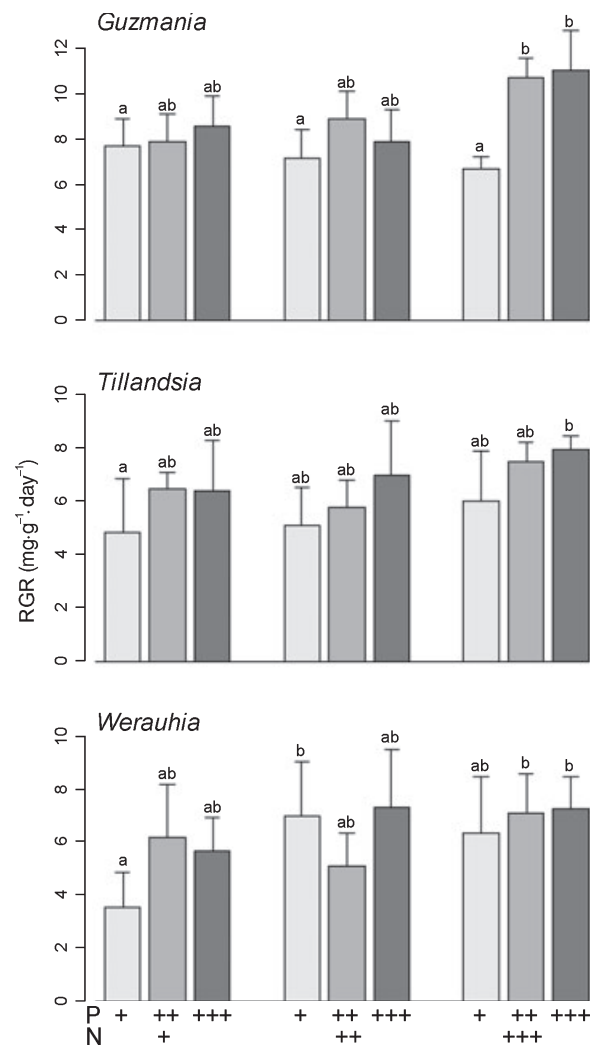 Guzmania
12
10
8
6
4
2
0
a ab ab a ab ab a b b
Tillandsia
10
8
6
4
2
0
a ab ab ab ab ab ab ab b
RGR (mg·g⁻¹·day⁻¹)
Werauhia
10
8
6
4
2
0
a ab ab b ab ab ab b b
P + ++ +++ + ++ +++ + ++ +++
N + ++ +++